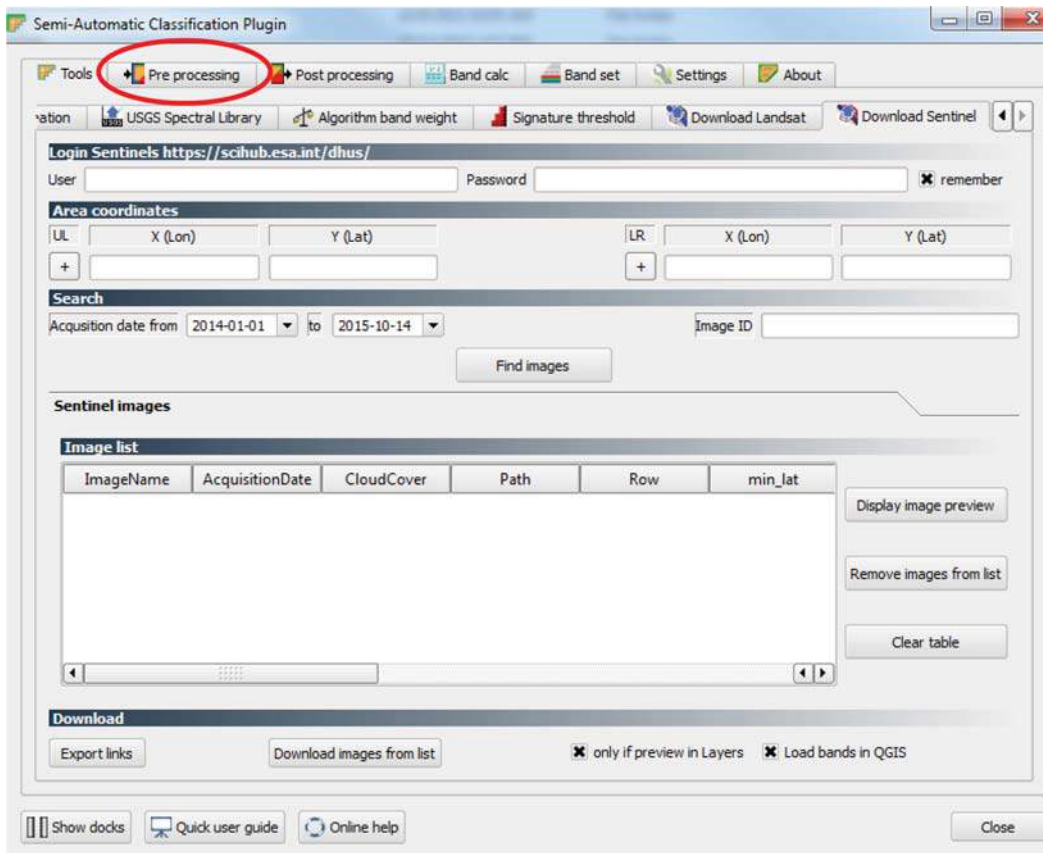 Semi-Automatic Classification Plugin
Tools Pre processing Post processing Band calc Band set Settings About
vation USGS Spectral Library Algorithm band weight Signature threshold Download Landsat Download Sentinel
Login Sentinels https://scihub.esa.int/dhus/
User Password remember
Area coordinates
UL X (Lon) Y (Lat) LR X (Lon) Y (Lat)
+ +
Search
Acqusition date from 2014-01-01 to 2015-10-14 Image ID
Find images
Sentinel images
Image list
ImageName AcquisitionDate CloudCover Path Row min_lat
Display image preview
Remove images from list
Clear table
Download
Export links Download images from list only if preview in Layers Load bands in QGIS
Show docks Quick user guide Online help Close